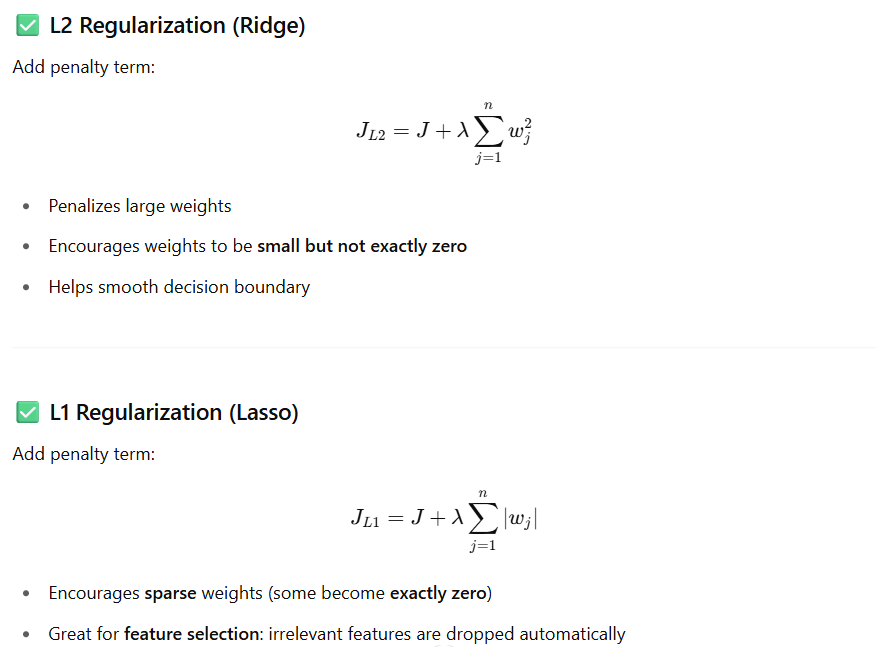 ✅ L2 Regularization (Ridge)
Add penalty term:
J_{L2} = J + λ \sum_{j=1}^{n} w_j^2
• Penalizes large weights
• Encourages weights to be small but not exactly zero
• Helps smooth decision boundary
✅ L1 Regularization (Lasso)
Add penalty term:
J_{L1} = J + λ \sum_{j=1}^{n} |w_j|
• Encourages sparse weights (some become exactly zero)
• Great for feature selection: irrelevant features are dropped automatically